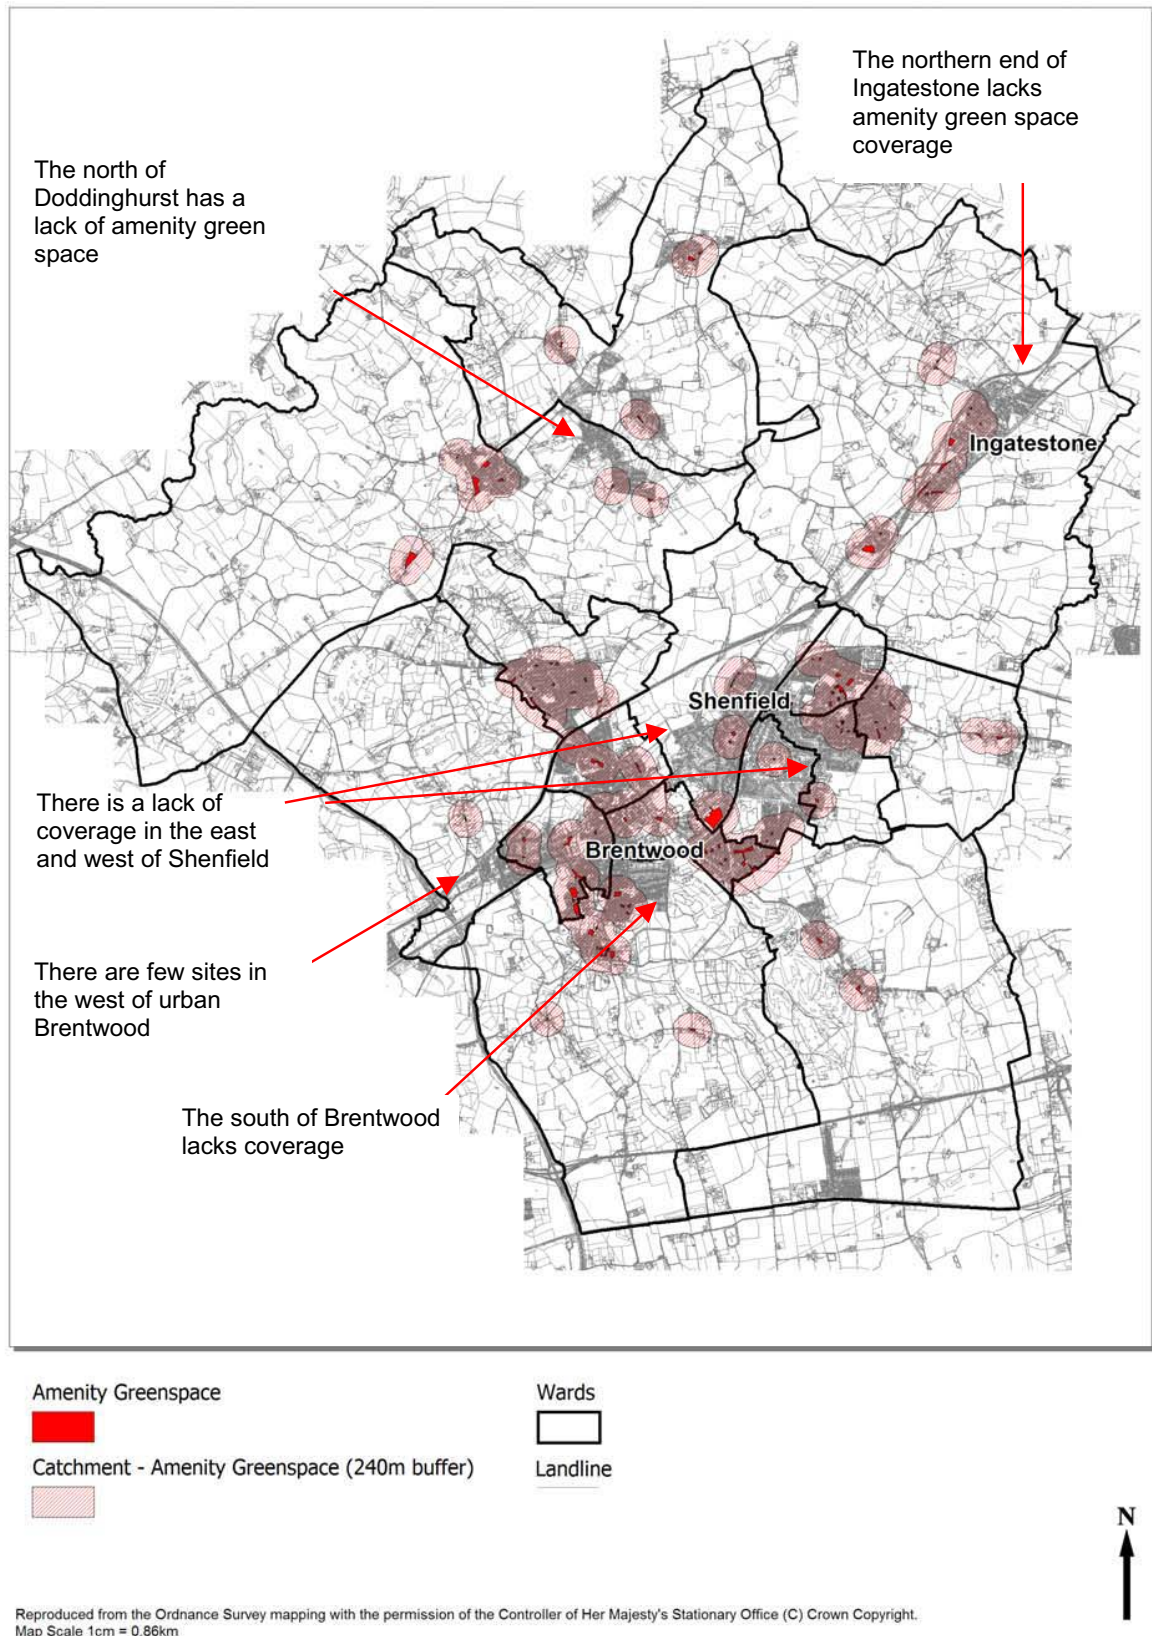 The northern end of
Ingatestone lacks
amenity green space
coverage
The north of
Doddinghurst has a
lack of amenity green
space
Ingatestone
Shenfield
There is a lack of
coverage in the east
and west of Shenfield
Brentwood
There are few sites in
the west of urban
Brentwood
The south of Brentwood
lacks coverage
Amenity Greenspace
Wards
Catchment - Amenity Greenspace (240m buffer)
Landline
N
Reproduced from the Ordnance Survey mapping with the permission of the Controller of Her Majesty's Stationary Office (C) Crown Copyright.
Map Scale 1cm = 0.86km